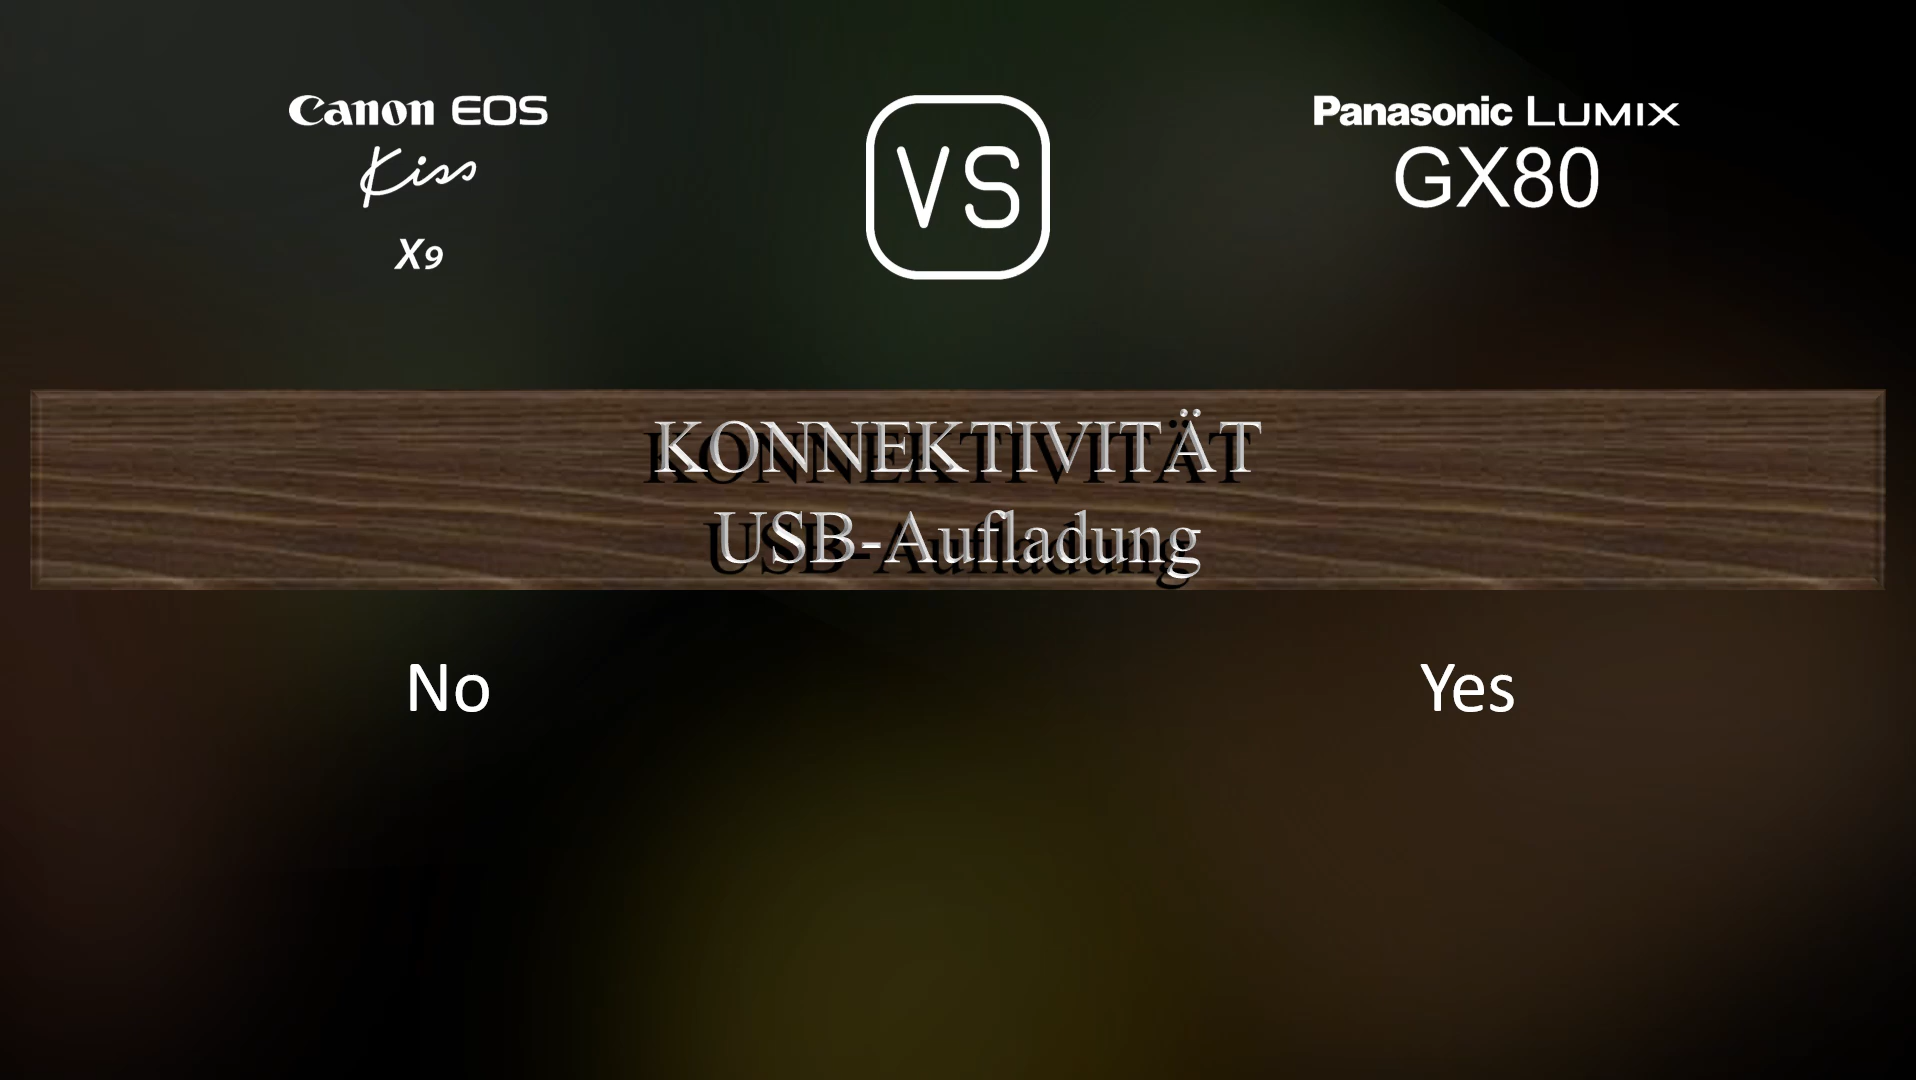 Canon EOS
Kiss
X9
VS
Panasonic LUMIX
GX80
KONNEKTIVITÄT
USB-Aufladung
No
Yes